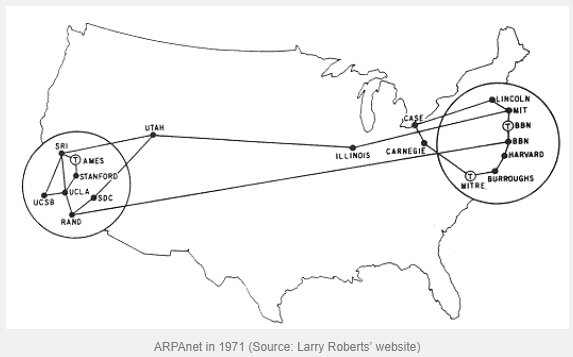 LINCOLN
MIT
T BBN
CASE
UTAH
BBN
SRI
ILLINOIS
CARNEGIE
HARVARD
T AMES
STANFORD
T
BURROUGHS
MITRE
UCLA
SDC
UCSB
RAND
ARPAnet in 1971 (Source: Larry Roberts’ website)